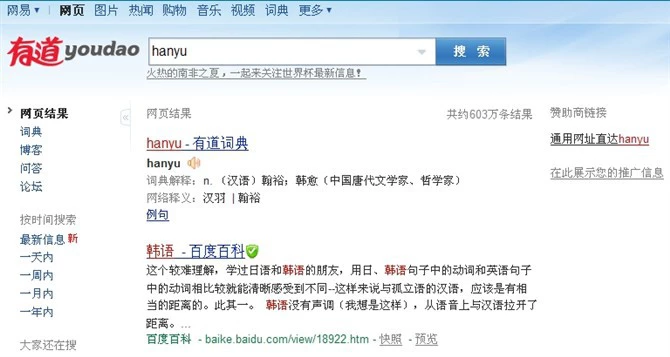 网易 网页 图片 热闻 购物 音乐 视频 词典 更多
有道 youdao hanyu 搜 索
火热的南非之夏，一起来关注世界杯最新信息！
网页结果 网页结果 共约603万条结果 赞助商链接
词典
博客
问答
论坛
按时间搜索
最新信息 新
一天内
一周内
一月内
一年内
大家还在搜
hanyu - 有道词典
hanyu
词典解释：n. （汉语）翰裕；韩愈（中国唐代文学家、哲学家）
网络释义：汉羽 | 翰裕
例句
韩语 - 百度百科
这个较难理解，学过日语和韩语的朋友，用日、韩语句子中的动词和英语句子
中的动词相比较就能清晰感受到不同--这样来说与孤立语的汉语，应该是有相
当的距离的。此其一。 韩语没有声调（我想是这样），从语音上与汉语拉开了
距离。...
百度百科 - baike.baidu.com/view/18922.htm - 快照 - 预览
通用网址直达hanyu
在此展示您的推广信息